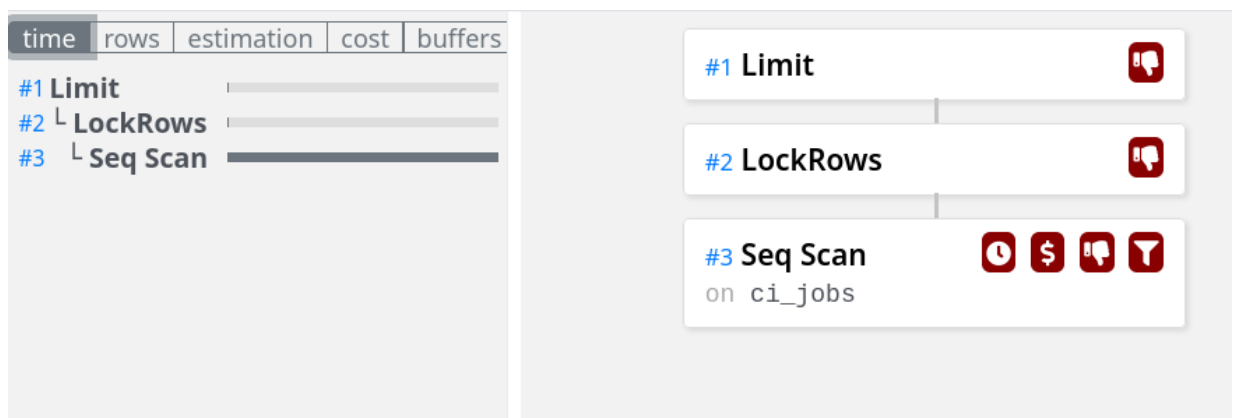 time rows estimation cost buffers
#1 Limit
#2 └ LockRows
#3 └ Seq Scan
#1 Limit
#2 LockRows
$
#3 Seq Scan
on ci_jobs